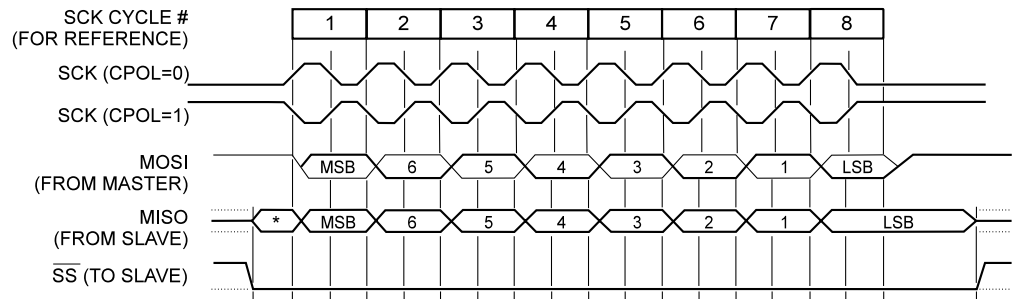 SCK CYCLE #
(FOR REFERENCE)
1 2 3 4 5 6 7 8
SCK (CPOL=0)
SCK (CPOL=1)
MOSI
(FROM MASTER)
MSB 6 5 4 3 2 1 LSB
MISO
(FROM SLAVE)
* MSB 6 5 4 3 2 1 LSB
SS (TO SLAVE)